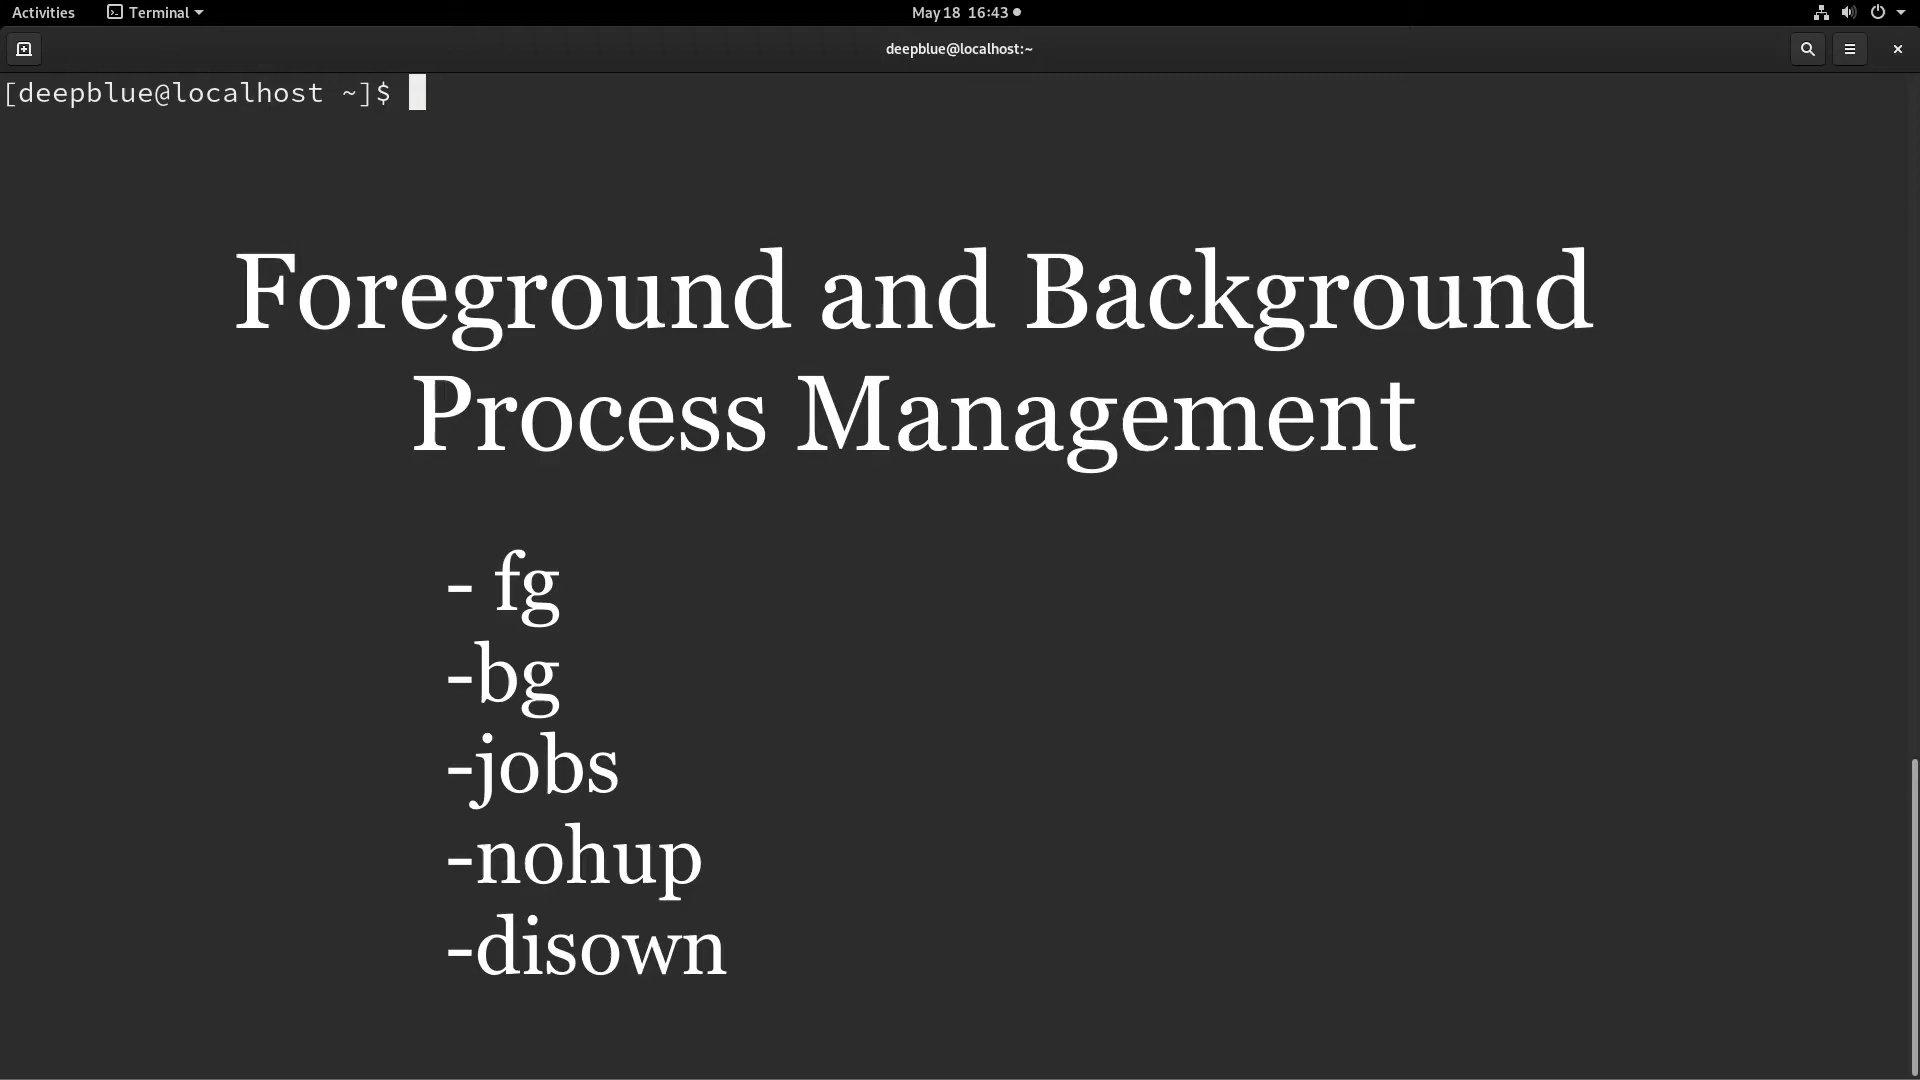 Activities Terminal May 18 16:43
deepblue@localhost:~
[deepblue@localhost ~]$
Foreground and Background
Process Management
- fg
-bg
-jobs
-nohup
-disown